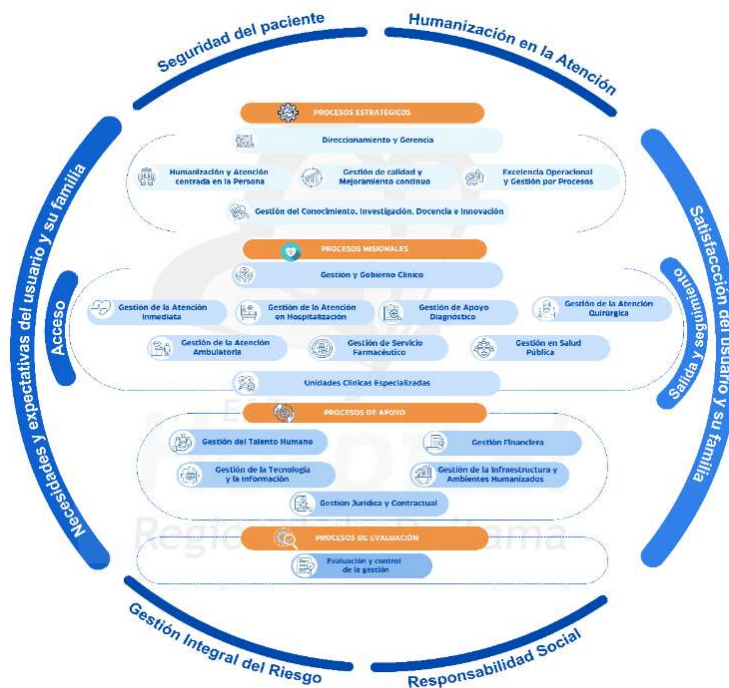 Seguridad del paciente
Humanización en la Atención
Necesidades y expectativas del usuario y su familia
Acceso
Satisfaccción del usuario y su familia
Salida y seguimiento
PROCESOS ESTRATÉGICOS
Direccionamiento y Gerencia
Humanización y Atención
centrada en la Persona
Gestión de calidad y
Mejoramiento continuo
Excelencia Operacional
y Gestión por Procesos
Gestión del Conocimiento, Investigación, Docencia e Innovación
PROCESOS MISIONALES
Gestión y Gobierno Clínico
Gestión de la Atención
Inmediata
Gestión de la Atención
en Hospitalización
Gestión de Apoyo
Diagnóstico
Gestión de la Atención
Quirúrgica
Gestión de la Atención
Ambulatoria
Gestión de Servicio
Farmacéutico
Gestión en Salud
Pública
Unidades Clínicas Especializadas
PROCESOS DE APOYO
Gestión del Talento Humano
Gestión Financiera
Gestión de la Tecnología
y la Información
Gestión de la Infraestructura y
Ambientes Humanizados
Gestión Jurídica y Contractual
PROCESOS DE EVALUACIÓN
Evaluación y control
de la gestión
Gestión Integral del Riesgo
Responsabilidad Social